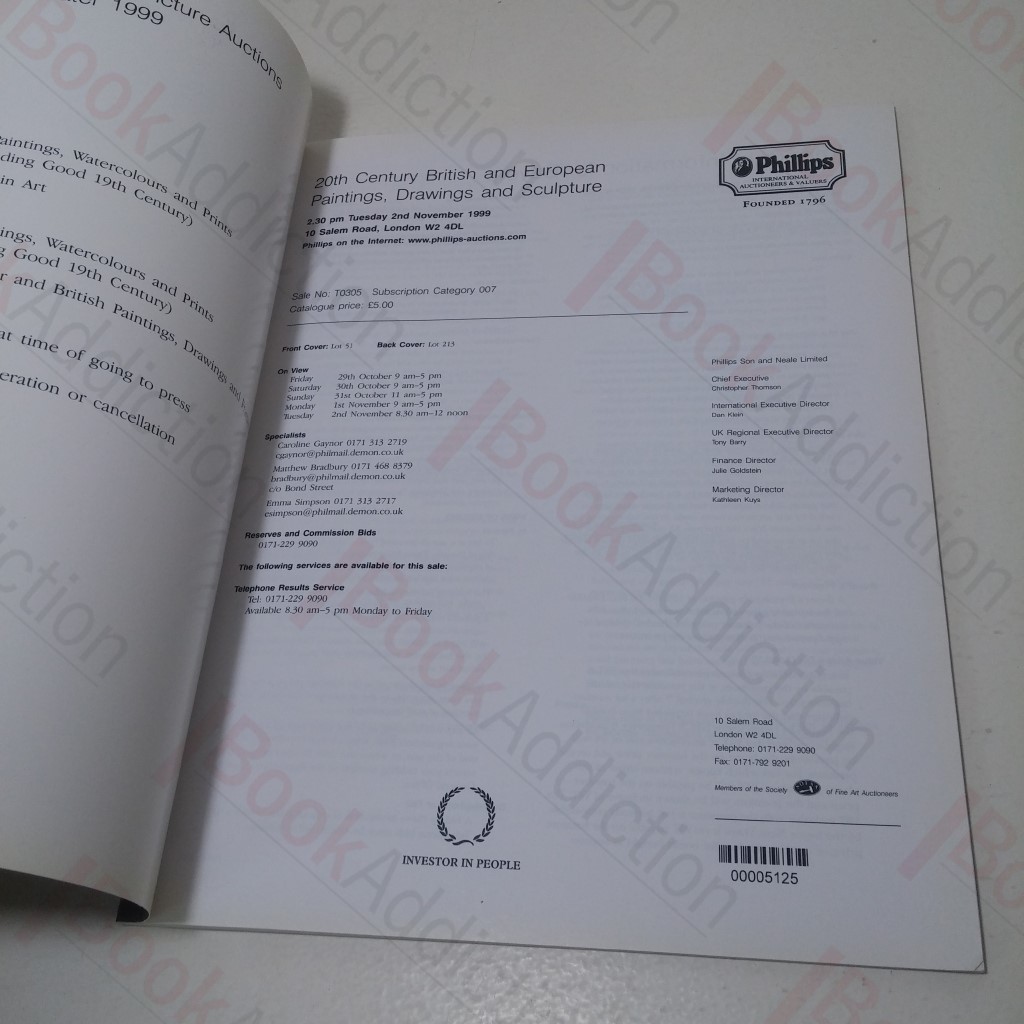 cture Auctions
1999
aintings, Watercolours and Prints
ding Good 19th Century)
in Art
ings, Watercolours and Prints
g Good 19th Century)
r and British Paintings, Drawings and
at time of going to press
eration or cancellation
20th Century British and European
Paintings, Drawings and Sculpture
2.30 pm Tuesday 2nd November 1999
10 Salem Road, London W2 4DL
Phillips on the Internet: www.phillips-auctions.com
Phillips
INTERNATIONAL
AUCTIONEERS & VALUERS
FOUNDED 1796
Sale No: T0305 Subscription Category 007
Catalogue price: £5.00
Front Cover: Lot 51 Back Cover: Lot 213
On View
Friday 29th October 9 am–5 pm
Saturday 30th October 9 am–5 pm
Sunday 31st October 11 am–5 pm
Monday 1st November 9 am–5 pm
Tuesday 2nd November 8.30 am–12 noon
Specialists
Caroline Gaynor 0171 313 2719
cgaynor@philmail.demon.co.uk
Matthew Bradbury 0171 468 8379
bradbury@philmail.demon.co.uk
c/o Bond Street
Emma Simpson 0171 313 2717
esimpson@philmail.demon.co.uk
Reserves and Commission Bids
0171-229 9090
The following services are available for this sale:
Telephone Results Service
Tel: 0171-229 9090
Available 8.30 am–5 pm Monday to Friday
Phillips Son and Neale Limited
Chief Executive
Christopher Thomson
International Executive Director
Dan Klein
UK Regional Executive Director
Tony Barry
Finance Director
Julie Goldstein
Marketing Director
Kathleen Kuys
10 Salem Road
London W2 4DL
Telephone: 0171-229 9090
Fax: 0171-792 9201
Members of the Society of Fine Art Auctioneers
INVESTOR IN PEOPLE
00005125
BookAddiction